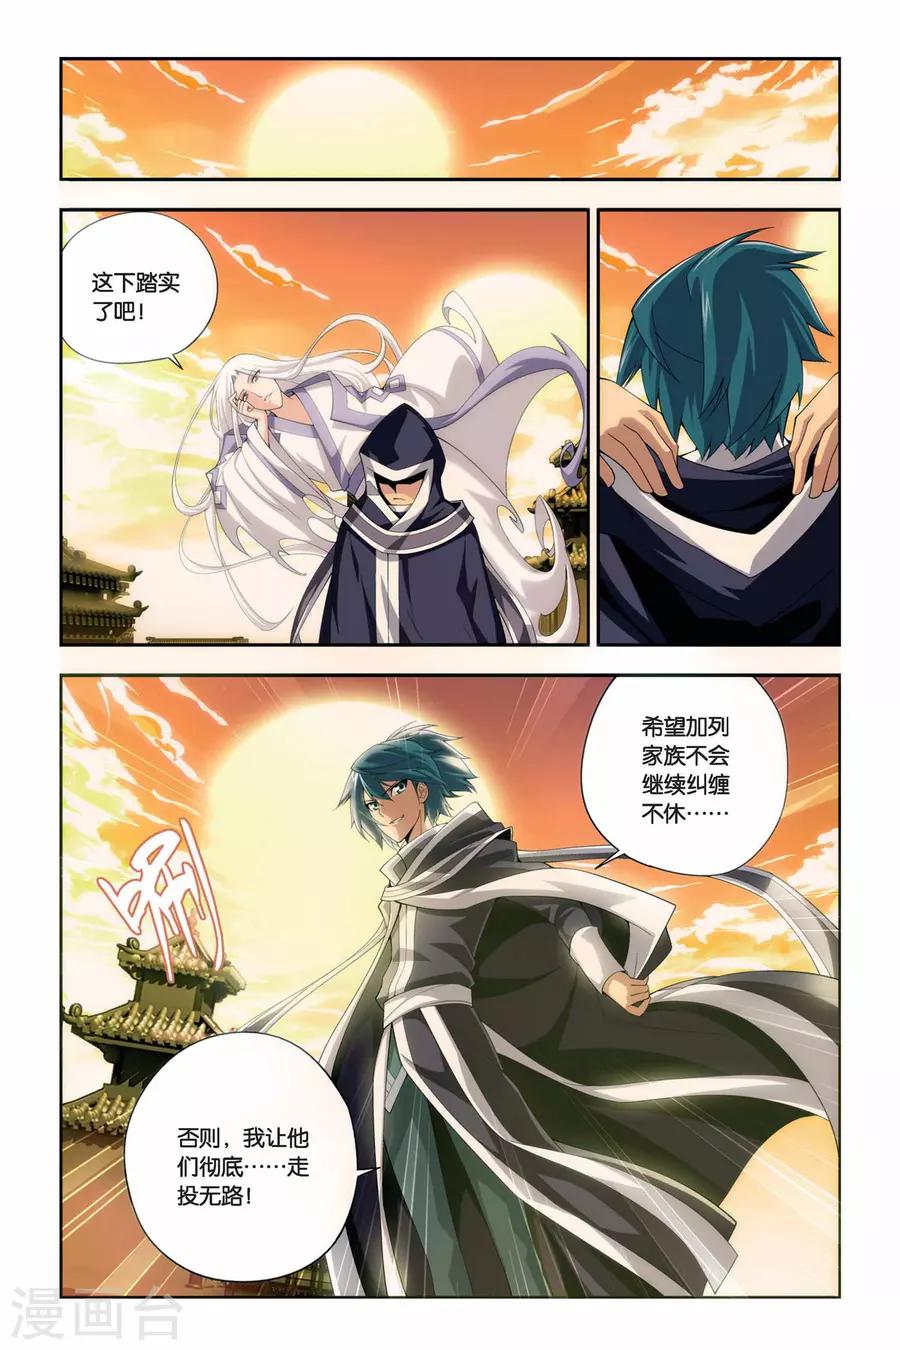 这下踏实
了吧！
希望加列
家族不会
继续纠缠
不休……
唰
否则，我让他
们彻底……走
投无路！
漫画台